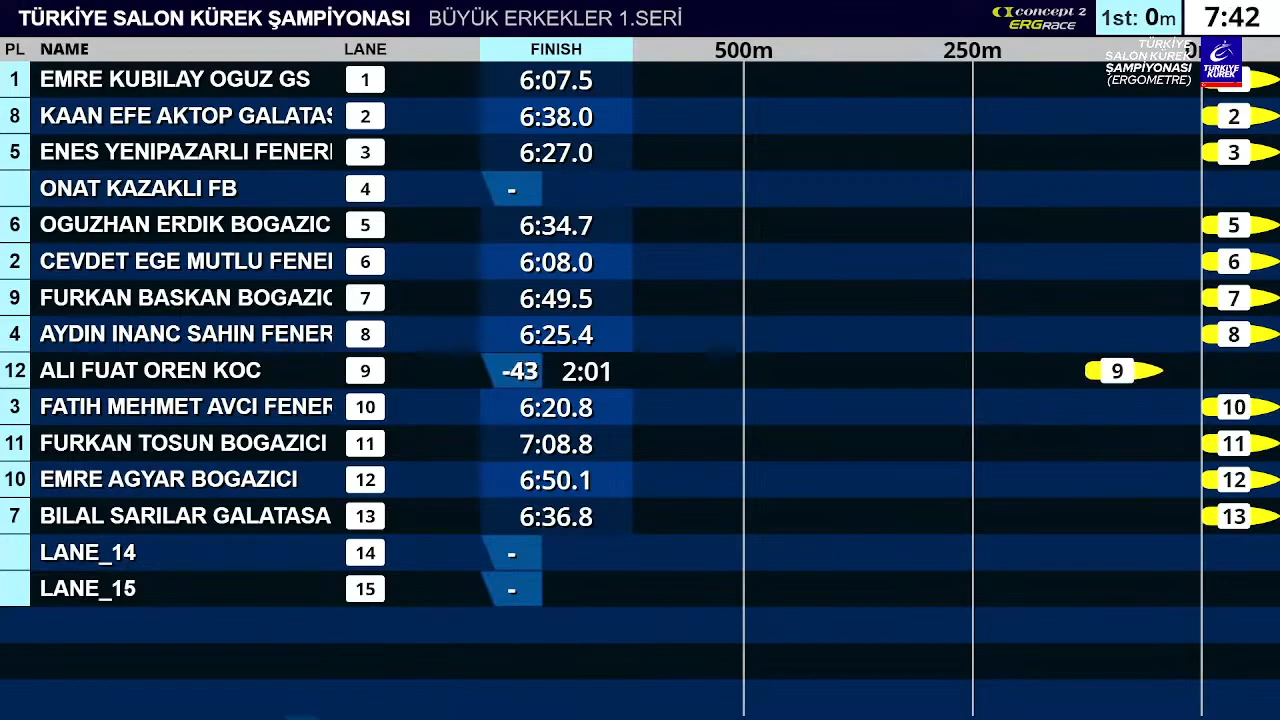 TÜRKİYE SALON KÜREK ŞAMPİYONASI BÜYÜK ERKEKLER 1.SERİ concept 2 ERGRACE 1st: 0m 7:42
PL NAME LANE FINISH 500m 250m
TÜRKİYE SALON KÜREK ŞAMPİYONASI (ERGOMETRE)
TÜRKİYE KÜREK
1 EMRE KUBILAY OGUZ GS 1 6:07.5
8 KAAN EFE AKTOP GALATAS 2 6:38.0 2
5 ENES YENIPAZARLI FENER 3 6:27.0 3
ONAT KAZAKLI FB 4 -
6 OGUZHAN ERDIK BOGAZIC 5 6:34.7 5
2 CEVDET EGE MUTLU FENE 6 6:08.0 6
9 FURKAN BASKAN BOGAZIC 7 6:49.5 7
4 AYDIN INANC SAHIN FENER 8 6:25.4 8
12 ALI FUAT OREN KOC 9 -43 2:01 9
3 FATIH MEHMET AVCI FENER 10 6:20.8 10
11 FURKAN TOSUN BOGAZICI 11 7:08.8 11
10 EMRE AGYAR BOGAZICI 12 6:50.1 12
7 BILAL SARILAR GALATASA 13 6:36.8 13
LANE_14 14 -
LANE_15 15 -